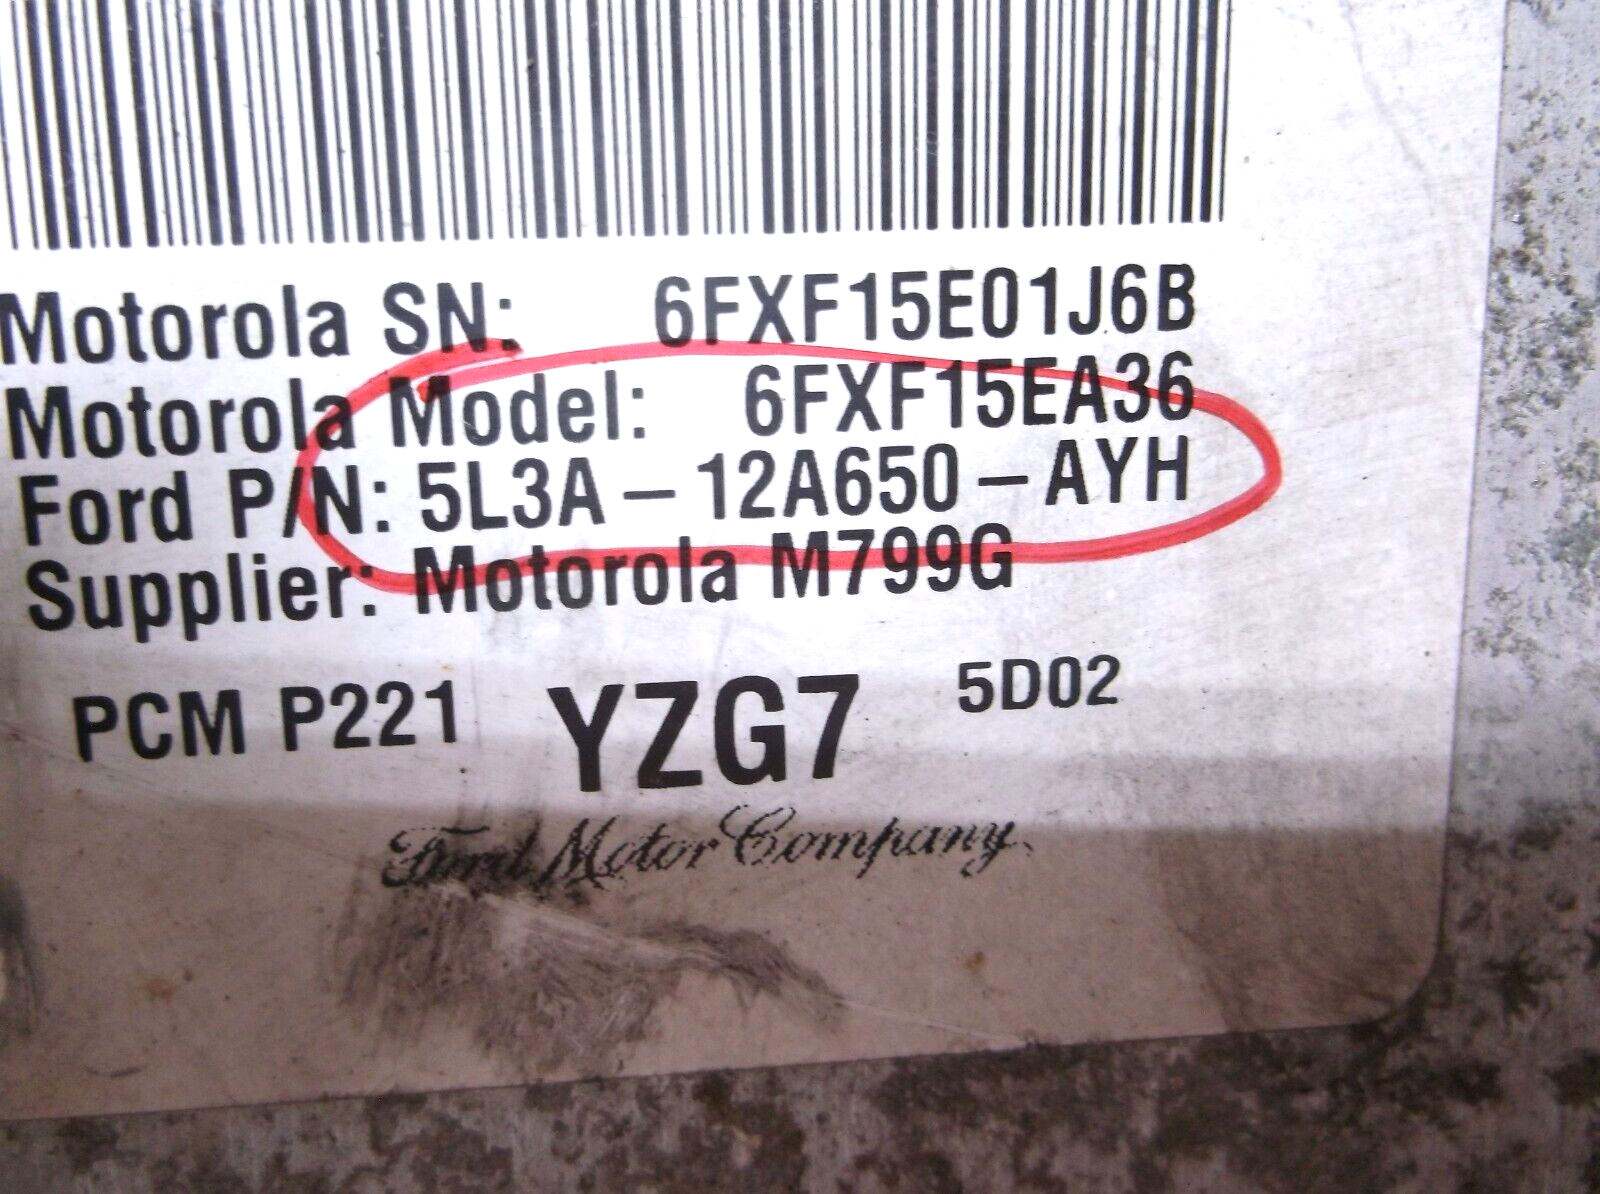 Motorola SN: 6FXF15E01J6B
Motorola Model: 6FXF15EA36
Ford P/N: 5L3A - 12A650 - AYH
Supplier: Motorola M799G
PCM P221 YZG7 5D02
Ford Motor Company.